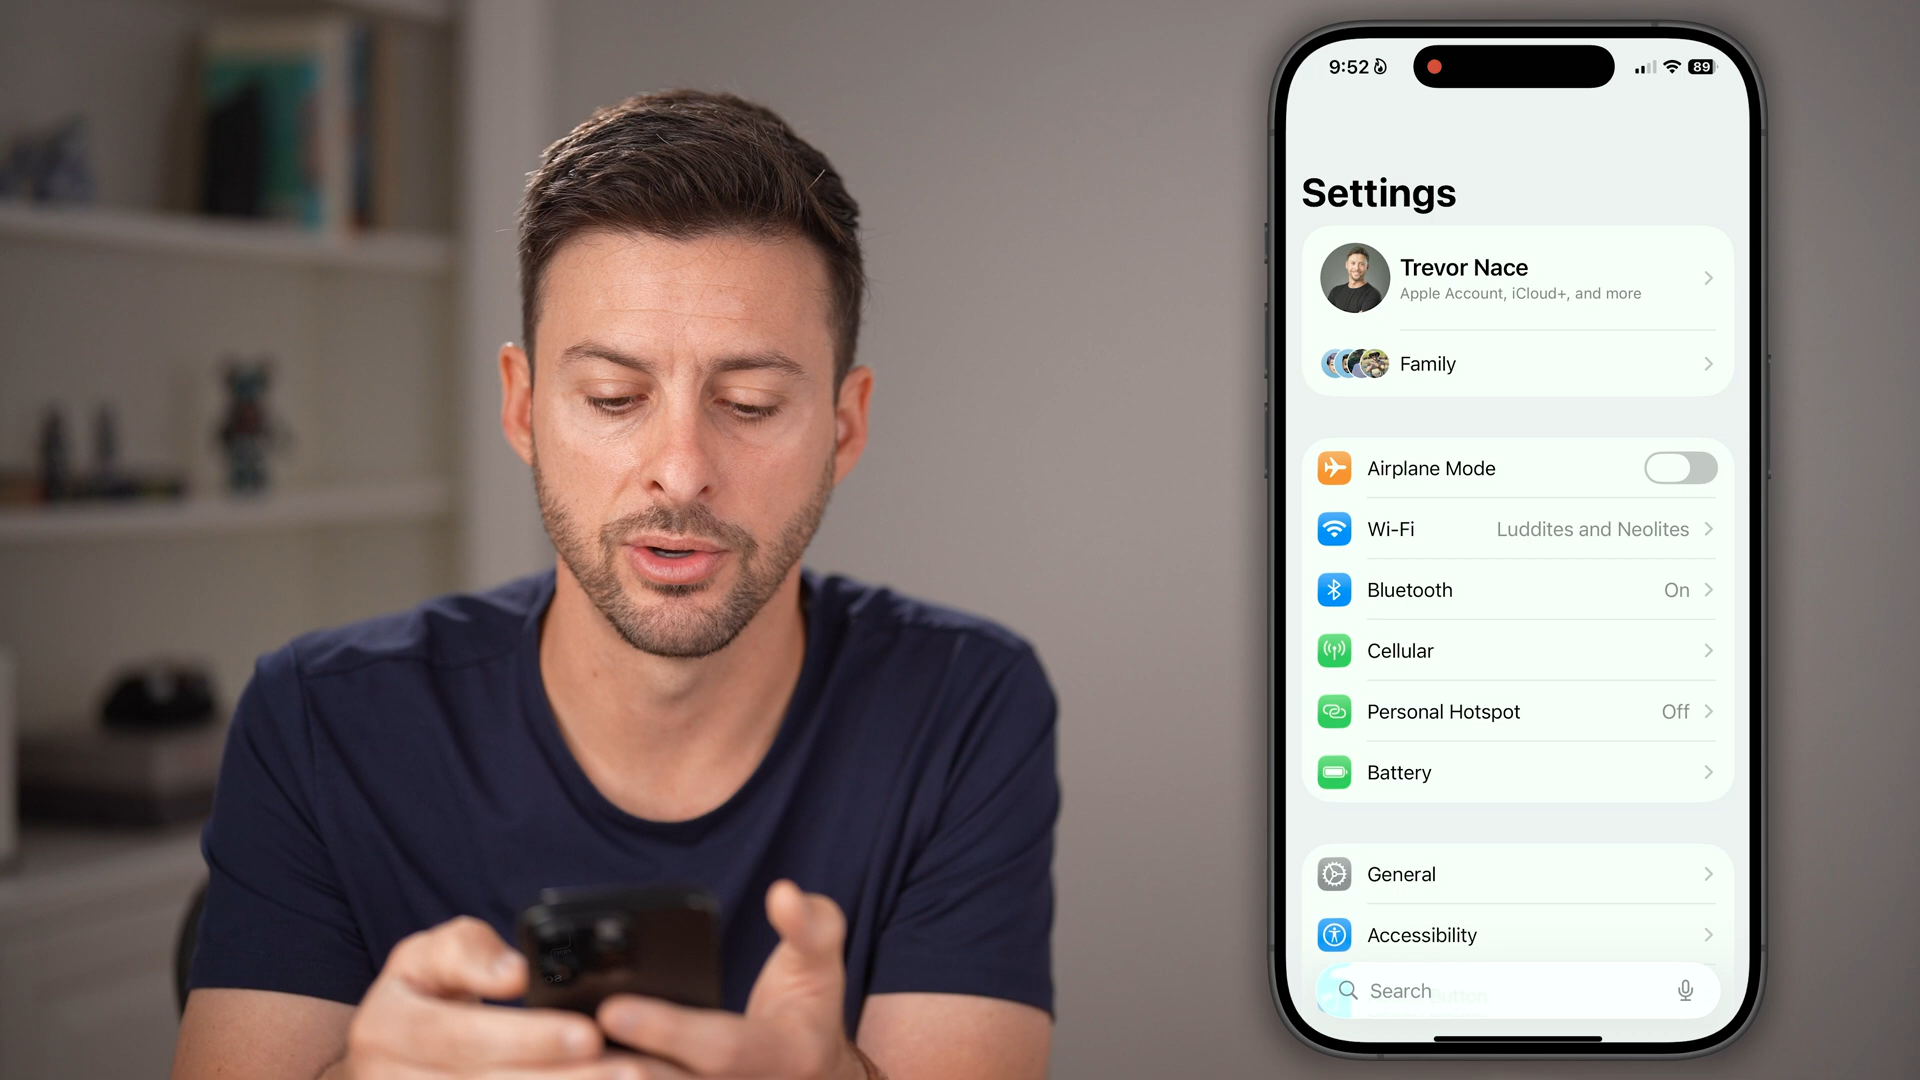 9:52
89
Settings
Trevor Nace
Apple Account, iCloud+, and more
Family
Airplane Mode
Wi-Fi Luddites and Neolites
Bluetooth On
Cellular
Personal Hotspot Off
Battery
General
Accessibility
Search